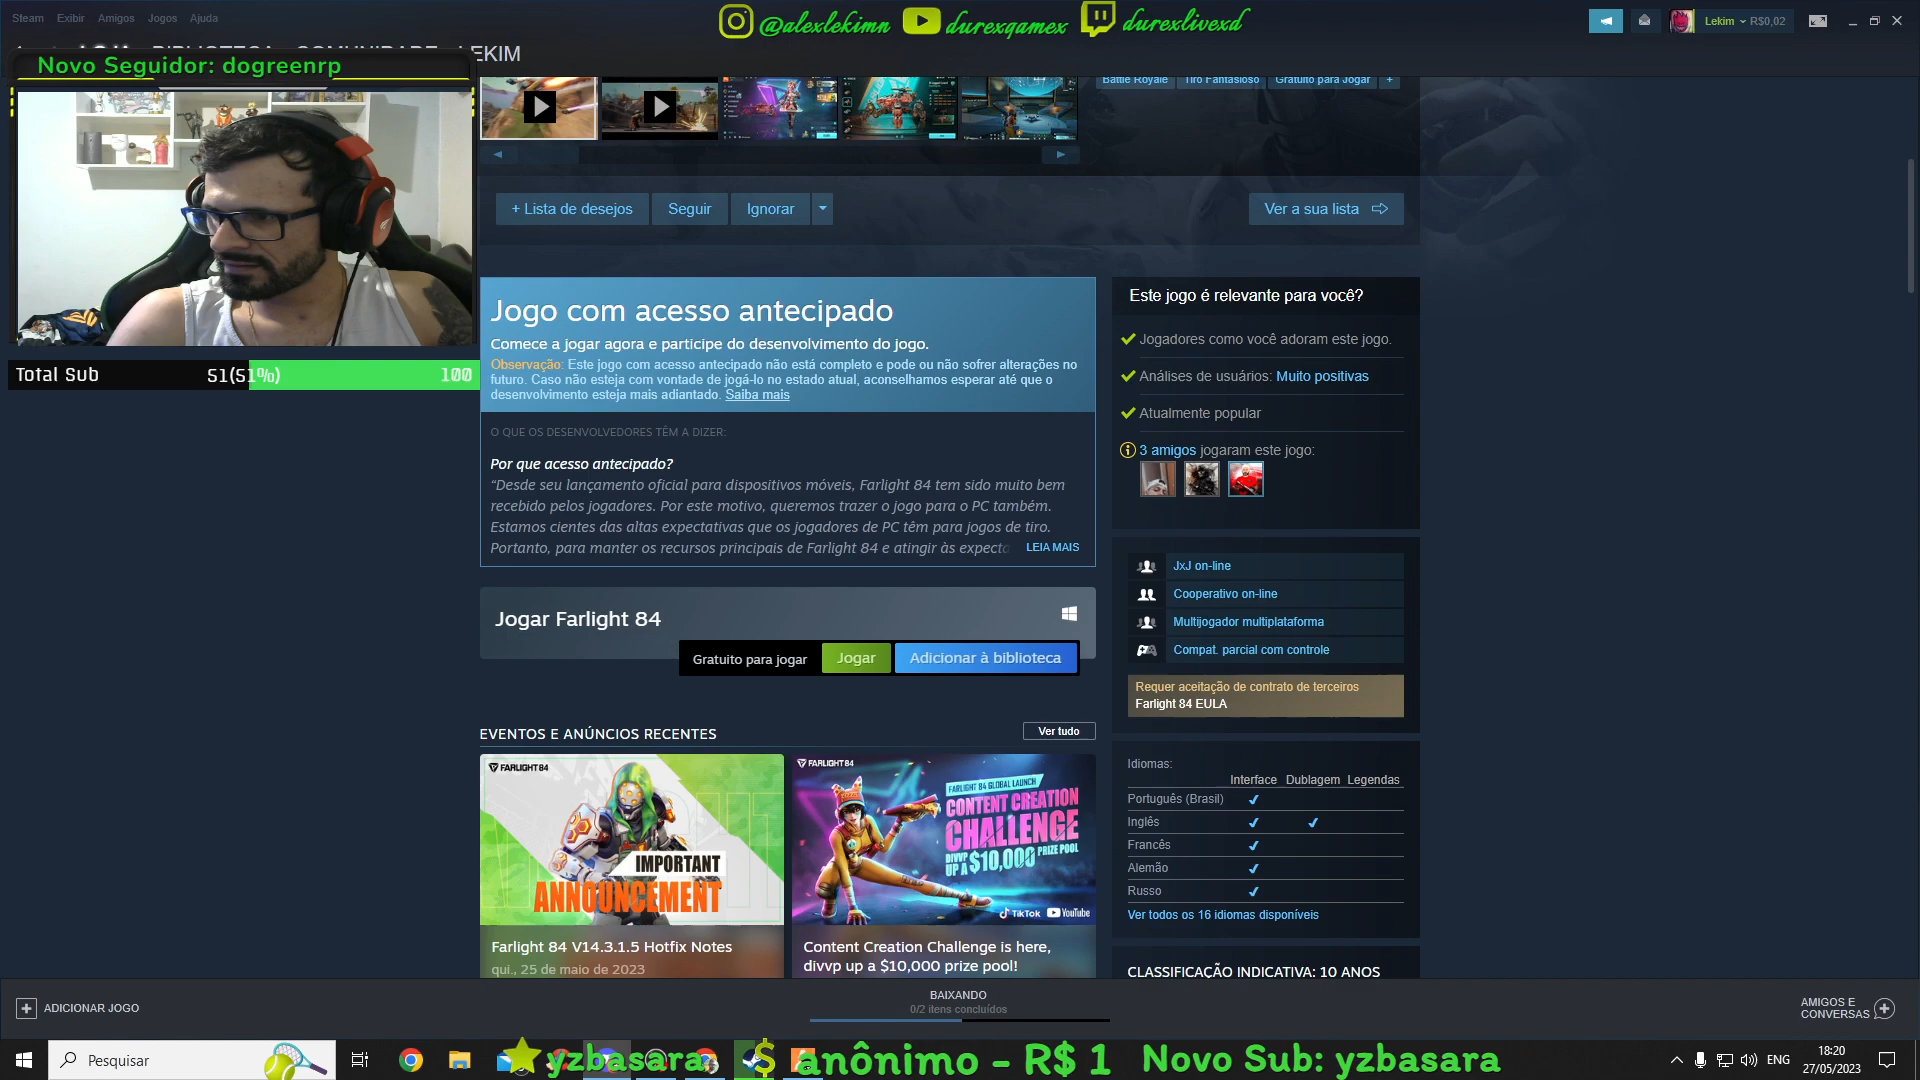 Steam Exibir Amigos Jogos Ajuda
@alexlekimn durexgamex durexlivexd
Lekim R$0,02
LEKIM
Novo Seguidor: dogreenrp
Battle Royale Tiro Fantasioso Gratuito para Jogar +
+ Lista de desejos Seguir Ignorar Ver a sua lista
Total Sub 51(51%) 100
Jogo com acesso antecipado
Comece a jogar agora e participe do desenvolvimento do jogo.
Observação: Este jogo com acesso antecipado não está completo e pode ou não sofrer alterações no
futuro. Caso não esteja com vontade de jogá-lo no estado atual, aconselhamos esperar até que o
desenvolvimento esteja mais adiantado. Saiba mais
O QUE OS DESENVOLVEDORES TÊM A DIZER:
Por que acesso antecipado?
“Desde seu lançamento oficial para dispositivos móveis, Farlight 84 tem sido muito bem
recebido pelos jogadores. Por este motivo, queremos trazer o jogo para o PC também.
Estamos cientes das altas expectativas que os jogadores de PC têm para jogos de tiro.
Portanto, para manter os recursos principais de Farlight 84 e atingir às expecta LEIA MAIS
Jogar Farlight 84
Gratuito para jogar Jogar Adicionar à biblioteca
EVENTOS E ANÚNCIOS RECENTES Ver tudo
FARLIGHT 84
IMPORTANT
ANNOUNCEMENT
Farlight 84 V14.3.1.5 Hotfix Notes
qui., 25 de maio de 2023
FARLIGHT 84
FARLIGHT 84 GLOBAL LAUNCH
CONTENT CREATION
CHALLENGE
DIVVP
UP A $10,000 PRIZE POOL
TikTok YouTube
Content Creation Challenge is here,
divvp up a $10,000 prize pool!
Este jogo é relevante para você?
Jogadores como você adoram este jogo.
Análises de usuários: Muito positivas
Atualmente popular
3 amigos jogaram este jogo:
JxJ on-line
Cooperativo on-line
Multijogador multiplataforma
Compat. parcial com controle
Requer aceitação de contrato de terceiros
Farlight 84 EULA
Idiomas:
Interface Dublagem Legendas
Português (Brasil)
Inglês
Francês
Alemão
Russo
Ver todos os 16 idiomas disponíveis
CLASSIFICAÇÃO INDICATIVA: 10 ANOS
ADICIONAR JOGO
BAIXANDO
0/2 itens concluídos
AMIGOS E
CONVERSAS
Pesquisar
yzbasara anônimo - R$ 1 Novo Sub: yzbasara
ENG
18:20
27/05/2023